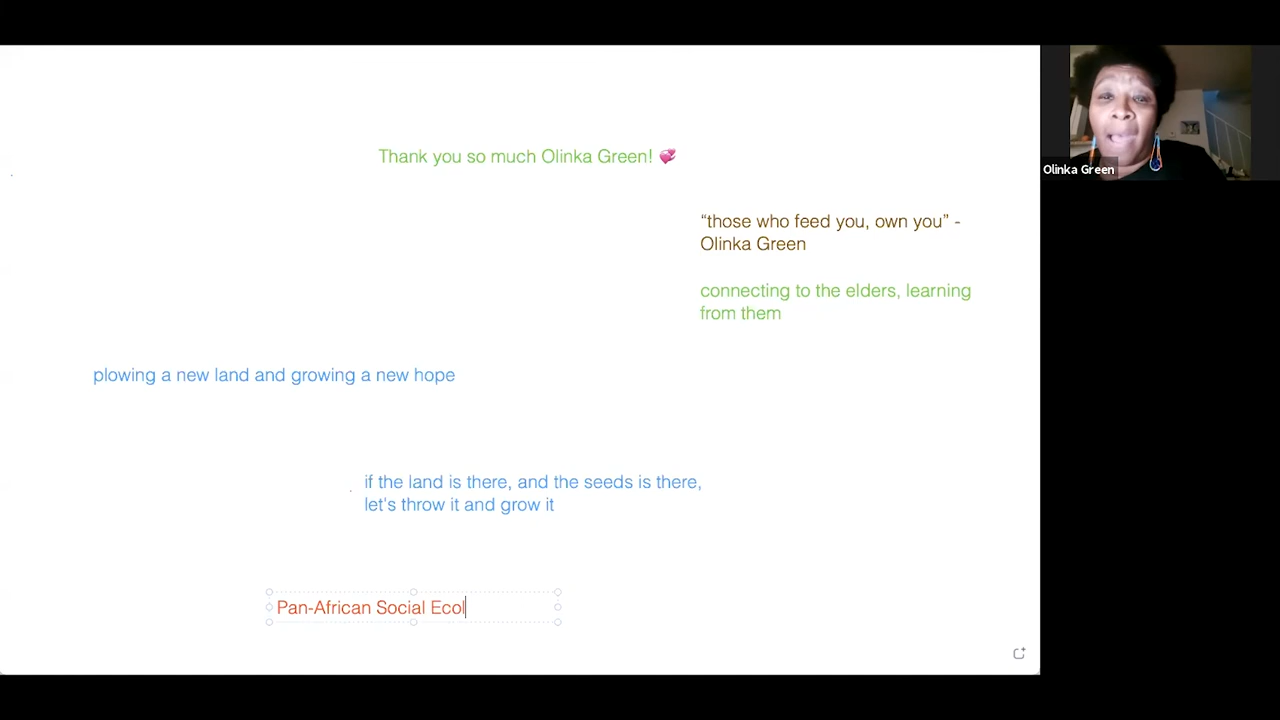 Thank you so much Olinka Green! 💞
Olinka Green
“those who feed you, own you” -
Olinka Green
connecting to the elders, learning
from them
plowing a new land and growing a new hope
if the land is there, and the seeds is there,
let's throw it and grow it
Pan-African Social Ecol